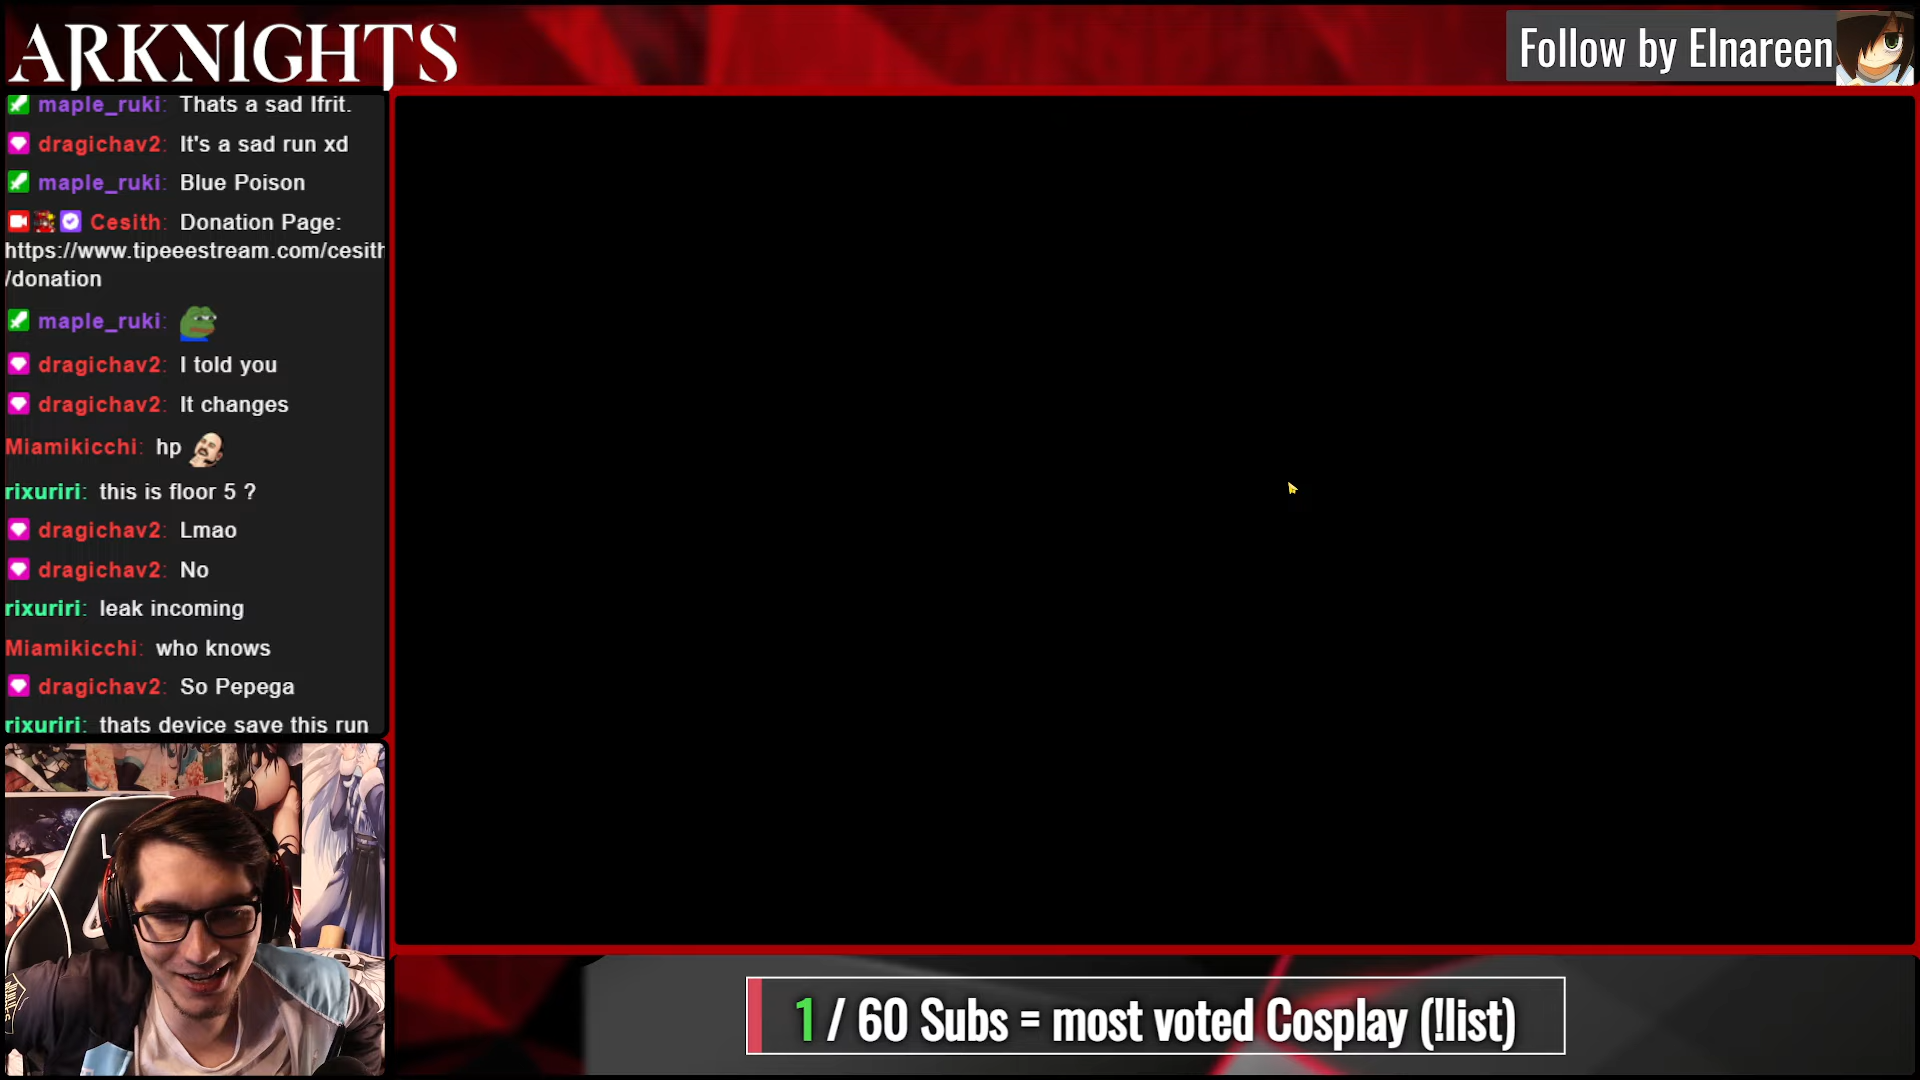 ARKNIGHTS
Follow by Elnareen
maple_ruki: Thats a sad Ifrit.
dragichav2: It's a sad run xd
maple_ruki: Blue Poison
Cesith: Donation Page:
https://www.tipeeestream.com/cesith
/donation
maple_ruki:
dragichav2: I told you
dragichav2: It changes
Miamikicchi: hp
rixuriri: this is floor 5 ?
dragichav2: Lmao
dragichav2: No
rixuriri: leak incoming
Miamikicchi: who knows
dragichav2: So Pepega
rixuriri: thats device save this run
1 / 60 Subs = most voted Cosplay (!list)